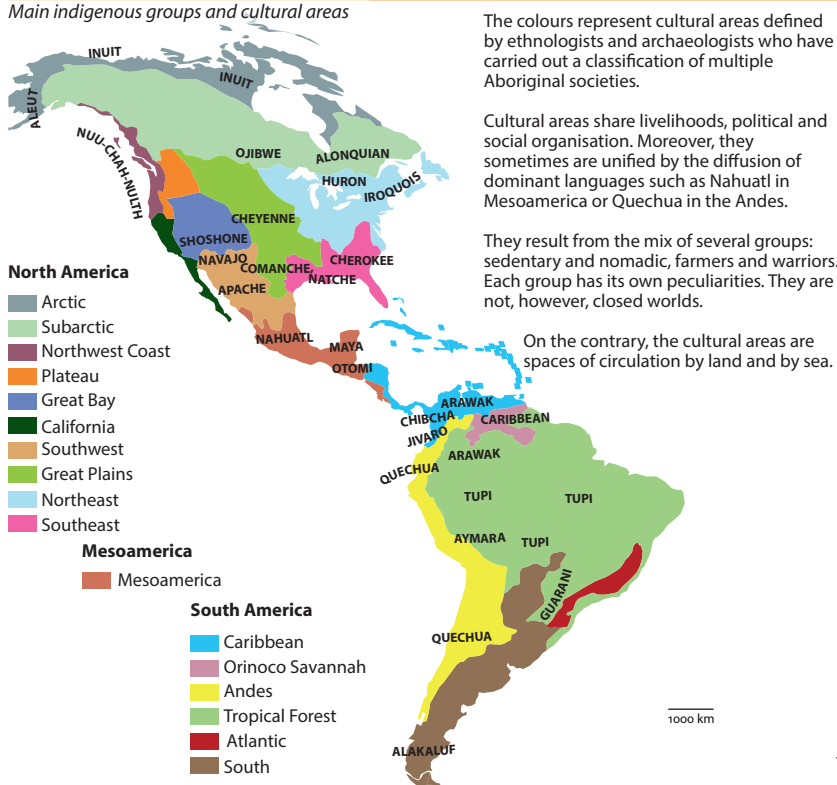 Main indigenous groups and cultural areas
The colours represent cultural areas defined
by ethnologists and archaeologists who have
carried out a classification of multiple
Aboriginal societies.
Cultural areas share livelihoods, political and
social organisation. Moreover, they
sometimes are unified by the diffusion of
dominant languages such as Nahuatl in
Mesoamerica or Quechua in the Andes.
They result from the mix of several groups:
sedentary and nomadic, farmers and warriors.
Each group has its own peculiarities. They are
not, however, closed worlds.
On the contrary, the cultural areas are
spaces of circulation by land and by sea.
INUIT
INUIT
ALEUT
NUU-CHAH-NULTH
OJIBWE
ALONQUIAN
HURON
IROQUOIS
CHEYENNE
SHOSHONE
NAVAJO
COMANCHE,
CHEROKEE
NATCHE
APACHE
NAHUATL
MAYA
OTOMI
ARAWAK
CHIBCHA
CARIBBEAN
JIVARO
ARAWAK
QUECHUA
TUPI
TUPI
AYMARA
TUPI
GUARANI
QUECHUA
ALAKALUF
North America
Arctic
Subarctic
Northwest Coast
Plateau
Great Bay
California
Southwest
Great Plains
Northeast
Southeast
Mesoamerica
Mesoamerica
South America
Caribbean
Orinoco Savannah
Andes
Tropical Forest
Atlantic
South
1000 km